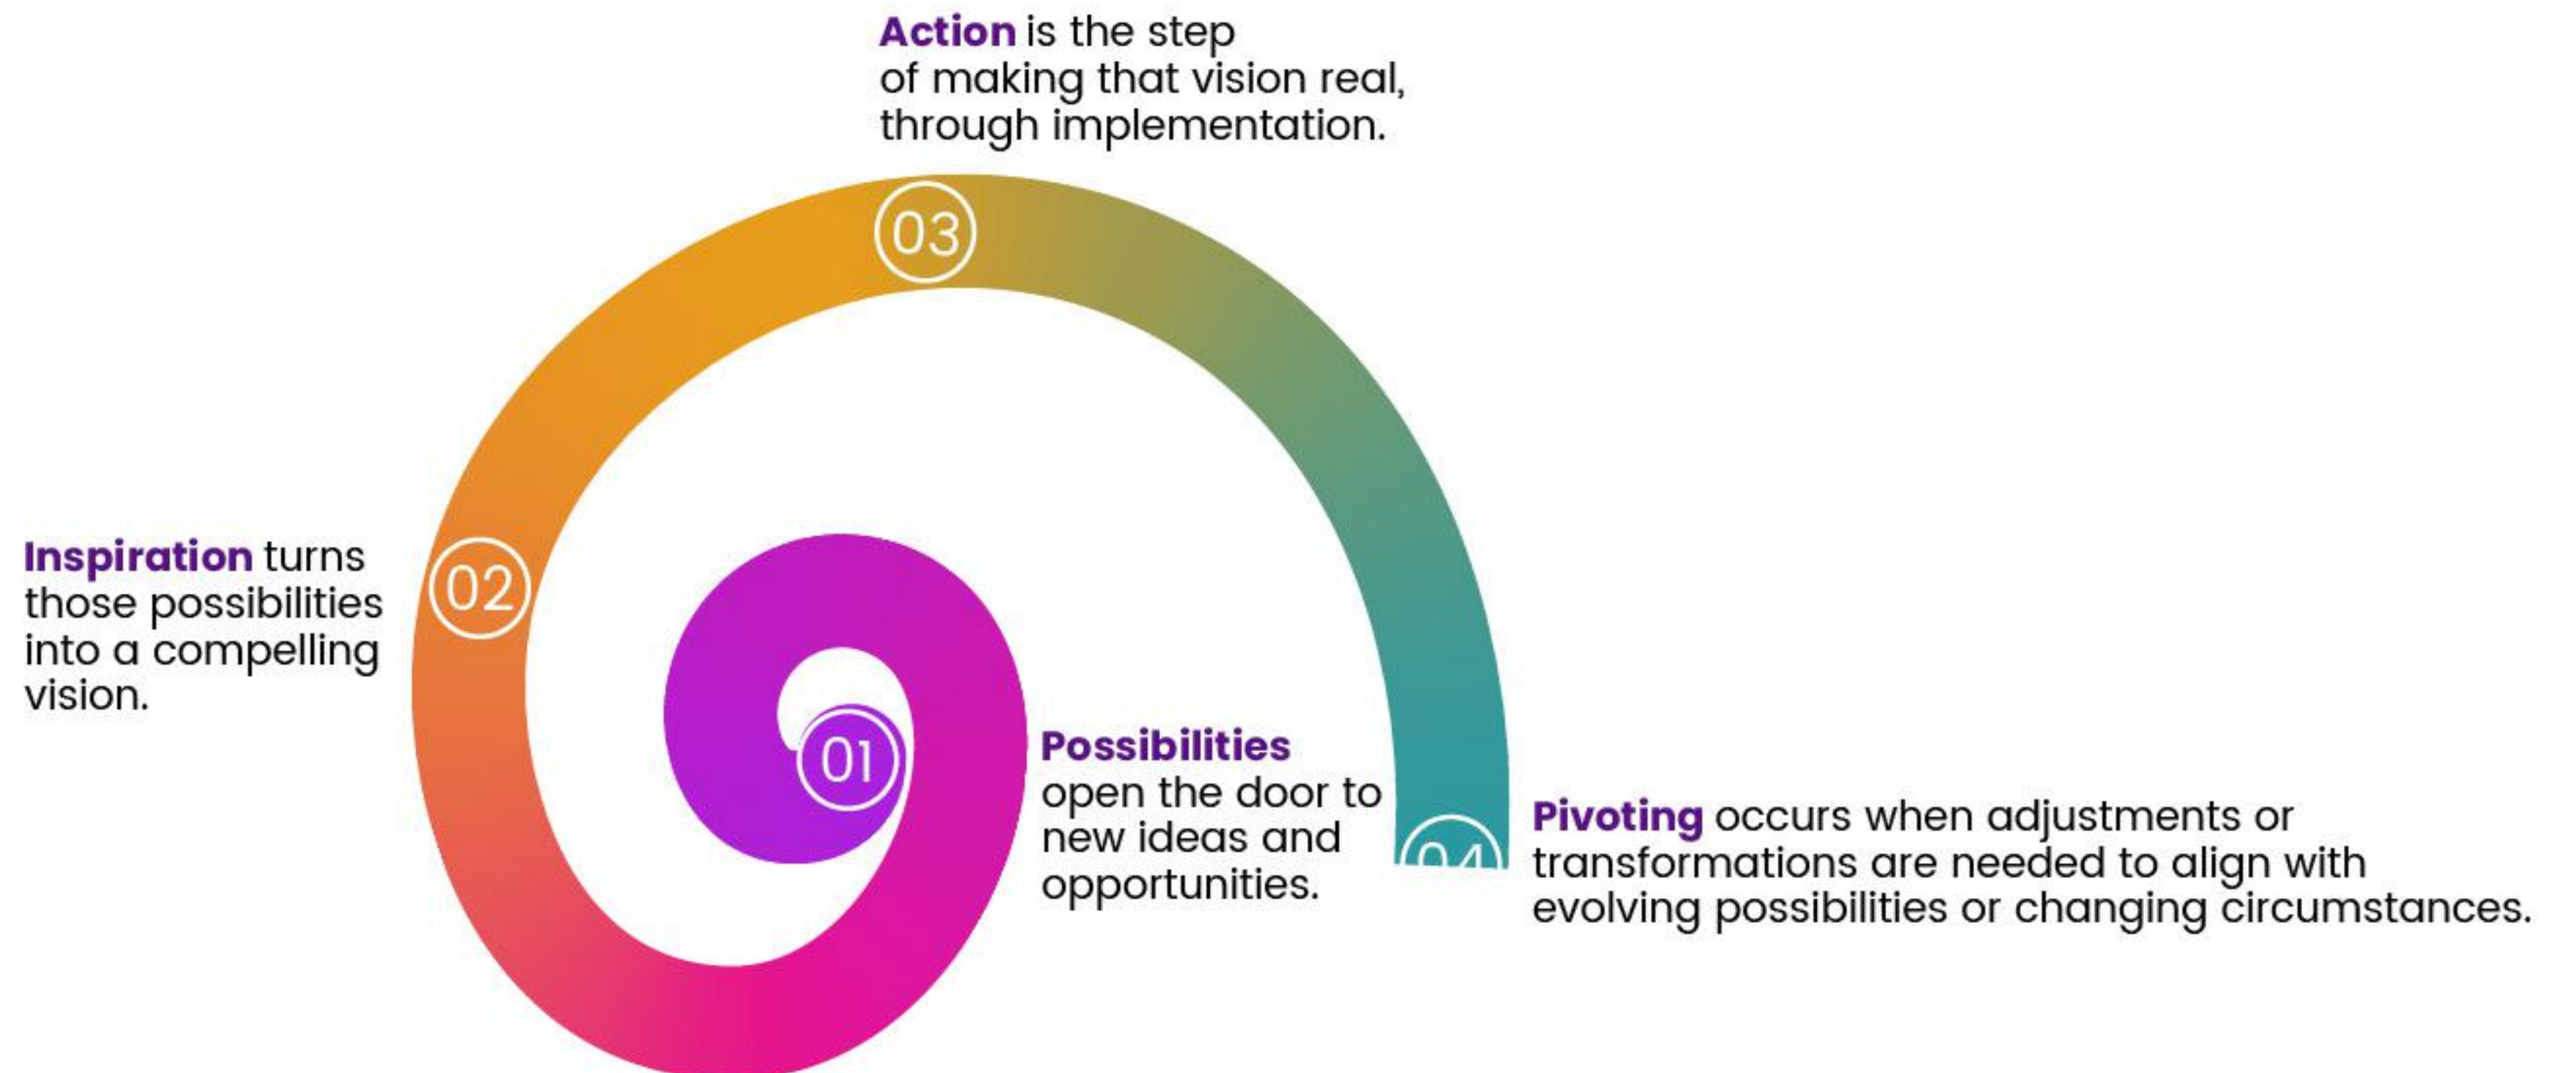 Action is the step
of making that vision real,
through implementation.
03
Inspiration turns
those possibilities
into a compelling
vision.
02
01
Possibilities
open the door to
new ideas and
opportunities.
04
Pivoting occurs when adjustments or
transformations are needed to align with
evolving possibilities or changing circumstances.